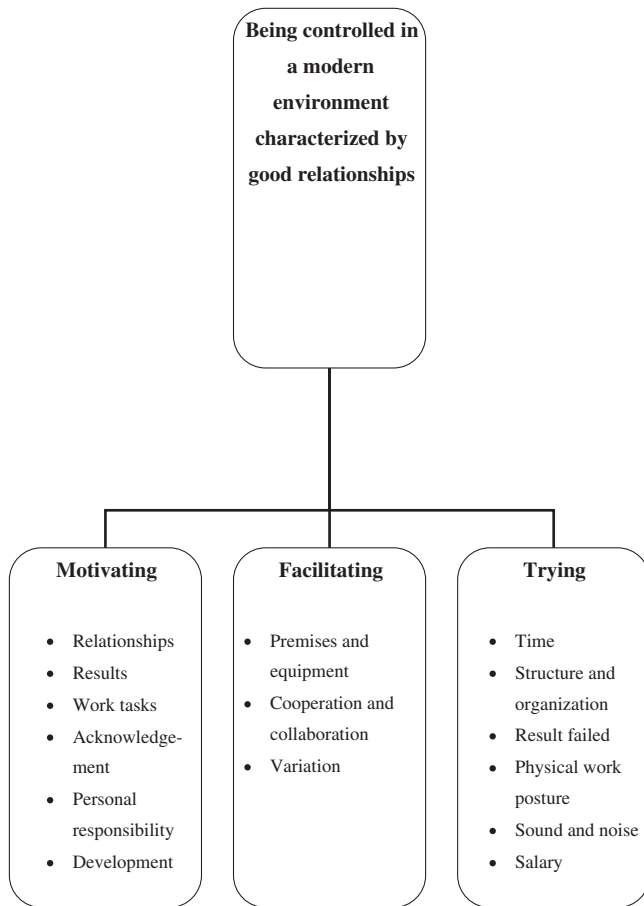 Being controlled in
a modern
environment
characterized by
good relationships
Motivating
• Relationships
• Results
• Work tasks
• Acknowledge-
ment
• Personal
responsibility
• Development
Facilitating
• Premises and
equipment
• Cooperation and
collaboration
• Variation
Trying
• Time
• Structure and
organization
• Result failed
• Physical work
posture
• Sound and noise
• Salary